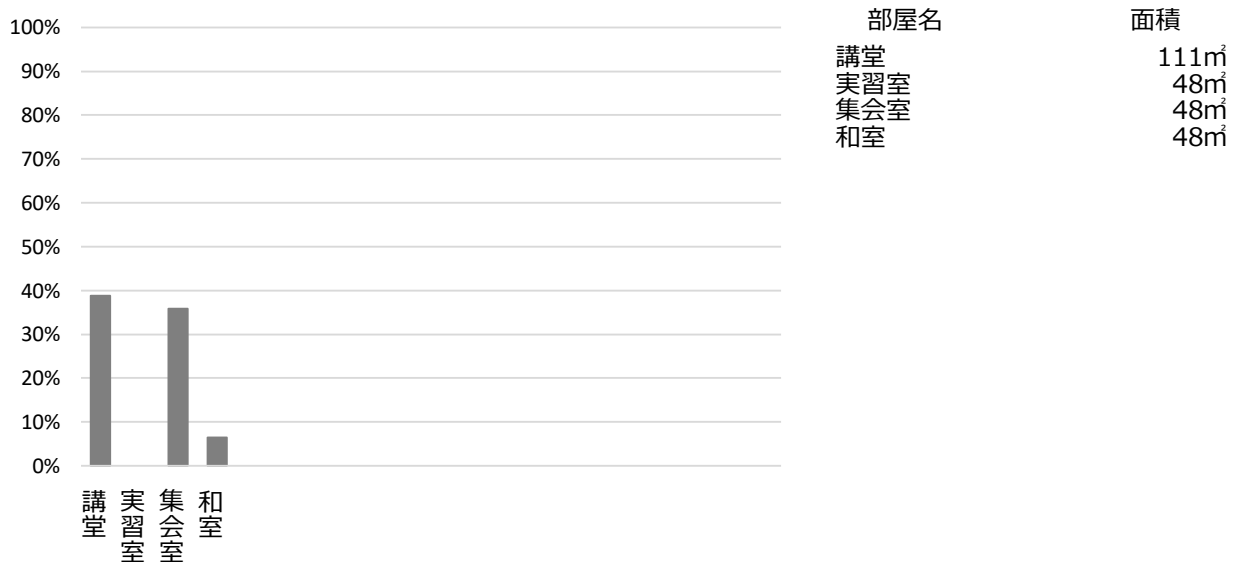 100%
90%
80%
70%
60%
50%
40%
30%
20%
10%
0%
講堂
実習室
集会室
和室
部屋名 面積
講堂 111㎡
実習室 48㎡
集会室 48㎡
和室 48㎡